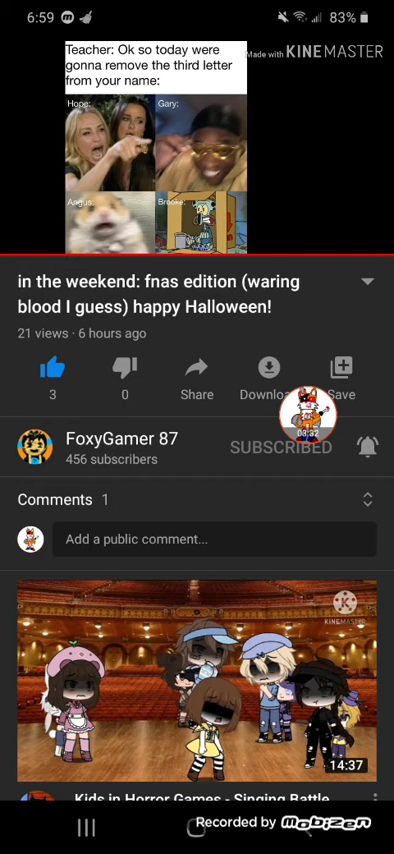 6:59
83%
Teacher: Ok so today were
gonna remove the third letter
from your name:
Made with KINEMASTER
Hope:
Gary:
Angus:
Brooke:
in the weekend: fnas edition (waring
blood I guess) happy Halloween!
21 views · 6 hours ago
3
0
Share
Downloa
Save
03:32
FoxyGamer 87
456 subscribers
SUBSCRIBED
Comments 1
Add a public comment...
KINEMASTER
14:37
Kids in Horror Games - Singing Battle
Recorded by Mobizen